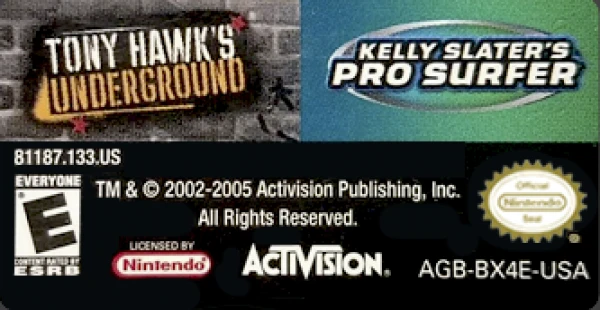 TONY HAWK'S
UNDERGROUND
KELLY SLATER'S
PRO SURFER
81187.133.US
EVERYONE
E
CONTENT RATED BY
ESRB
TM & © 2002-2005 Activision Publishing, Inc.
All Rights Reserved.
LICENSED BY
Nintendo
ACTIVISION.
Official
Nintendo
Seal
®
AGB-BX4E-USA